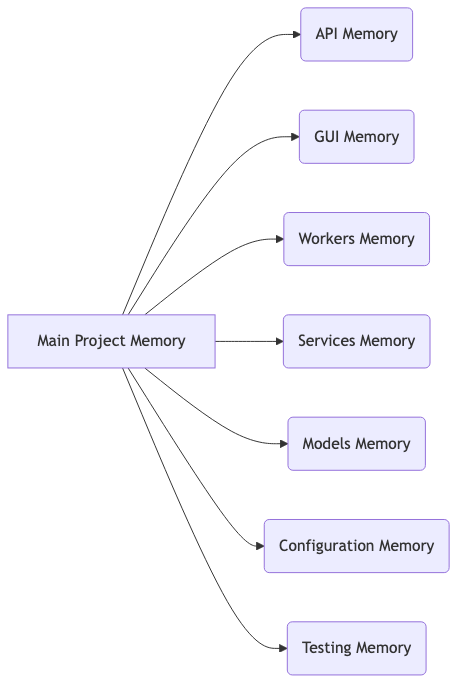 API Memory
GUI Memory
Workers Memory
Main Project Memory
Services Memory
Models Memory
Configuration Memory
Testing Memory